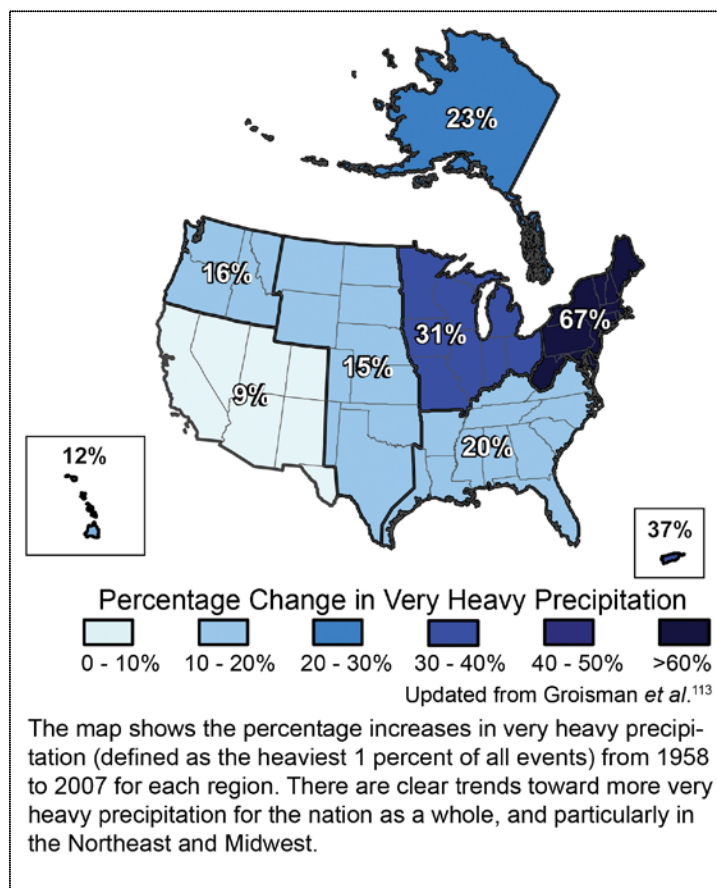 23%
16%
31%
67%
15%
9%
20%
12%
37%
Percentage Change in Very Heavy Precipitation
0 - 10% 10 - 20% 20 - 30% 30 - 40% 40 - 50% >60%
Updated from Groisman et al.113
The map shows the percentage increases in very heavy precipi-
tation (defined as the heaviest 1 percent of all events) from 1958
to 2007 for each region. There are clear trends toward more very
heavy precipitation for the nation as a whole, and particularly in
the Northeast and Midwest.